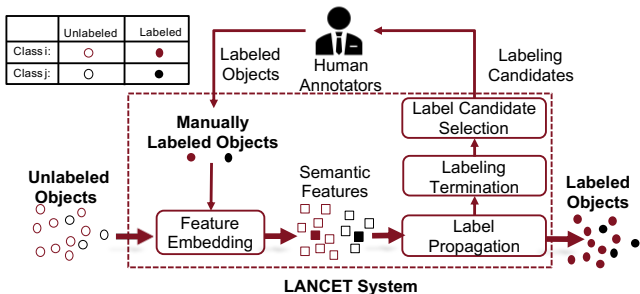 Unlabeled Labeled
Class i:
Class j:
Labeled
Objects
Human
Annotators
Labeling
Candidates
Manually
Labeled Objects
Label Candidate
Selection
Labeling
Termination
Unlabeled
Objects
Semantic
Features
Labeled
Objects
Feature
Embedding
Label
Propagation
LANCET System